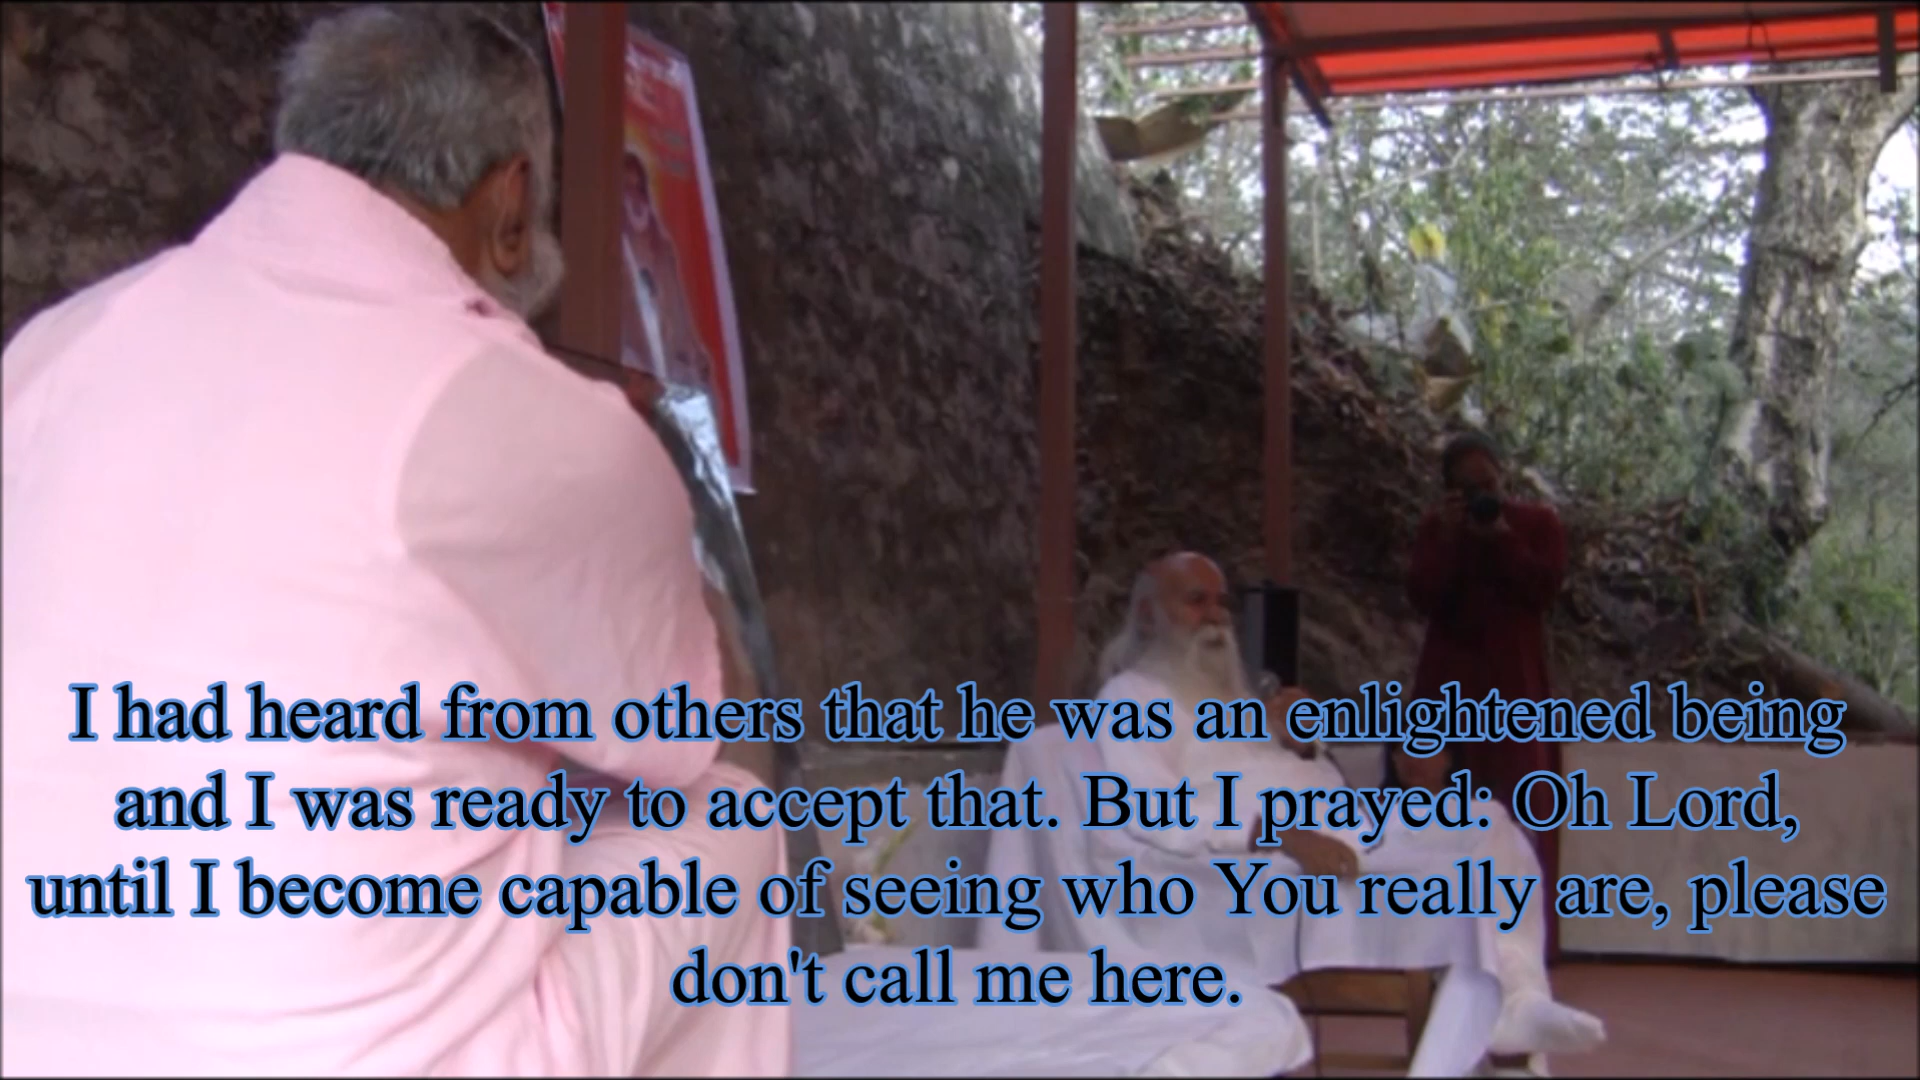 I had heard from others that he was an enlightened being
and I was ready to accept that. But I prayed: Oh Lord,
until I become capable of seeing who You really are, please
don't call me here.